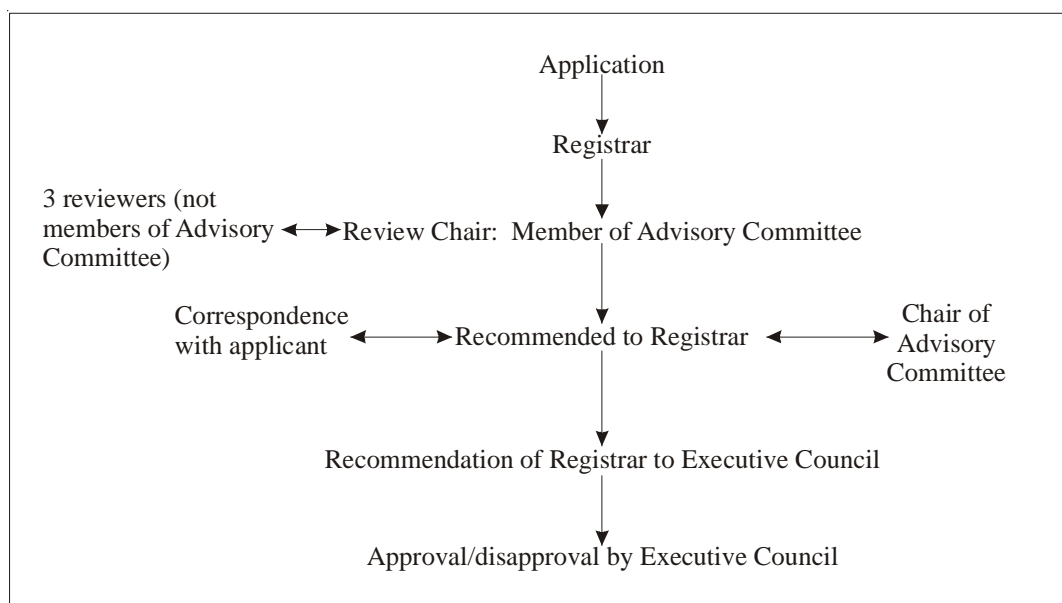 Application
Registrar
3 reviewers (not
members of Advisory
Committee)
Review Chair: Member of Advisory Committee
Correspondence
with applicant
Recommended to Registrar
Chair of
Advisory
Committee
Recommendation of Registrar to Executive Council
Approval/disapproval by Executive Council